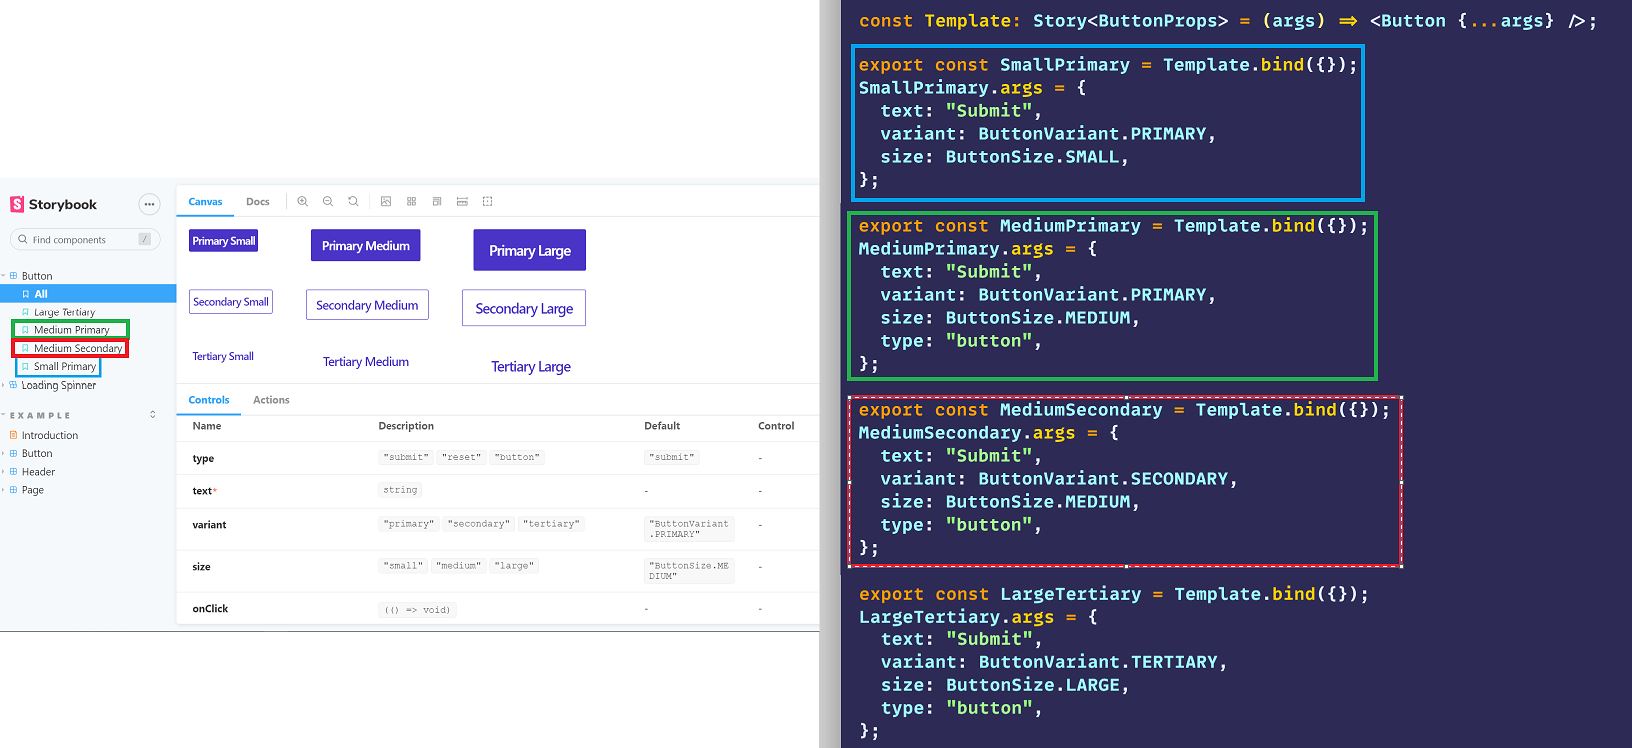 Storybook
Find components
/
Button
All
Large Tertiary
Medium Primary
Medium Secondary
Small Primary
Loading Spinner
EXAMPLE
Introduction
Button
Header
Page
Canvas Docs
Primary Small Primary Medium Primary Large
Secondary Small Secondary Medium Secondary Large
Tertiary Small Tertiary Medium Tertiary Large
Controls Actions
Name Description Default Control
type "submit" "reset" "button" "submit" -
text* string - -
variant "primary" "secondary" "tertiary" "ButtonVariant
.PRIMARY" -
size "small" "medium" "large" "ButtonSize.ME
DIUM" -
onClick (() => void) - -
const Template: Story<ButtonProps> = (args) => <Button {...args} />;
export const SmallPrimary = Template.bind({});
SmallPrimary.args = {
text: "Submit",
variant: ButtonVariant.PRIMARY,
size: ButtonSize.SMALL,
};
export const MediumPrimary = Template.bind({});
MediumPrimary.args = {
text: "Submit",
variant: ButtonVariant.PRIMARY,
size: ButtonSize.MEDIUM,
type: "button",
};
export const MediumSecondary = Template.bind({});
MediumSecondary.args = {
text: "Submit",
variant: ButtonVariant.SECONDARY,
size: ButtonSize.MEDIUM,
type: "button",
};
export const LargeTertiary = Template.bind({});
LargeTertiary.args = {
text: "Submit",
variant: ButtonVariant.TERTIARY,
size: ButtonSize.LARGE,
type: "button",
};